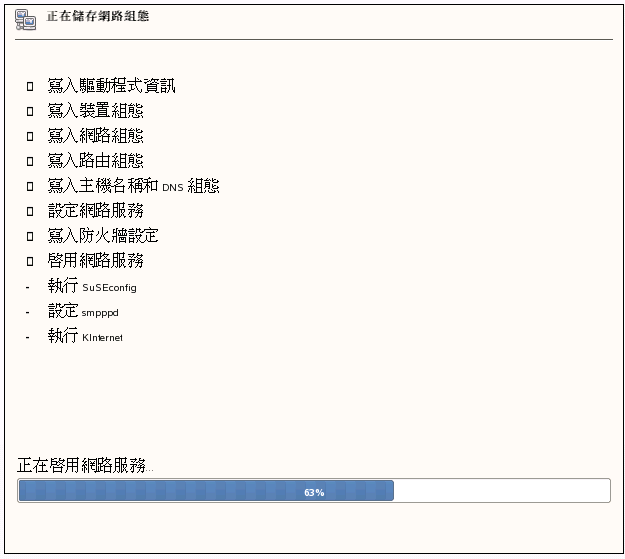 正在儲存網路組態
寫入驅動程式資訊
寫入裝置組態
寫入網路組態
寫入路由組態
寫入主機名稱和 DNS 組態
設定網路服務
寫入防火牆設定
啓用網路服務
- 執行 SuSEconfig
- 設定 smpppd
- 執行 KInternet
正在啓用網路服務...
63%